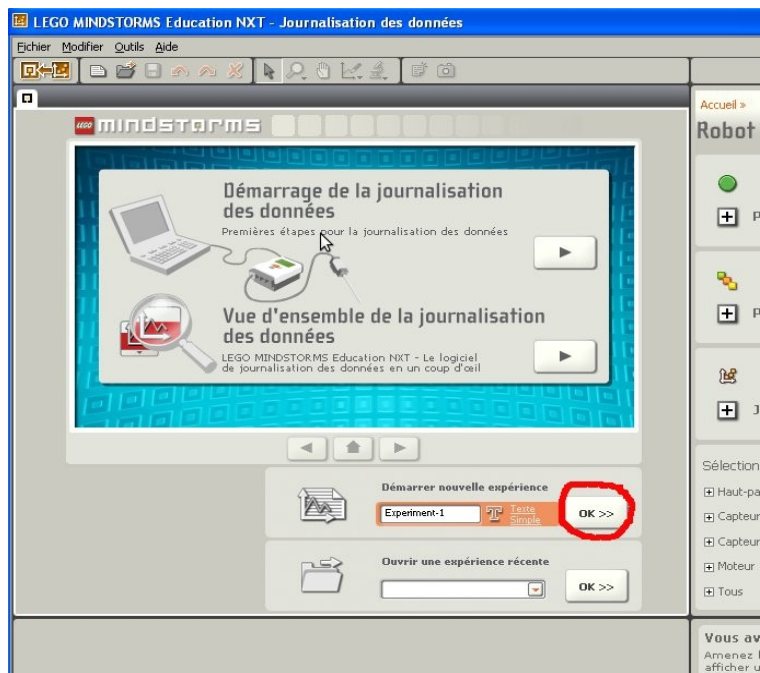 LEGO MINDSTORMS Education NXT - Journalisation des données
Fichier Modifier Outils Aide
LEGO mindstorms
Démarrage de la journalisation
des données
Premières étapes pour la journalisation des données
Vue d'ensemble de la journalisation
des données
LEGO MINDSTORMS Education NXT - Le logiciel
de journalisation des données en un coup d'œil
Démarrer nouvelle expérience
Experiment-1
Texte
Simple
OK >>
Ouvrir une expérience récente
OK >>
Accueil »
Robot
P
P
J
Sélection
Haut-pa
Capteur
Capteur
Moteur
Tous
Vous av
Amenez l
afficher u